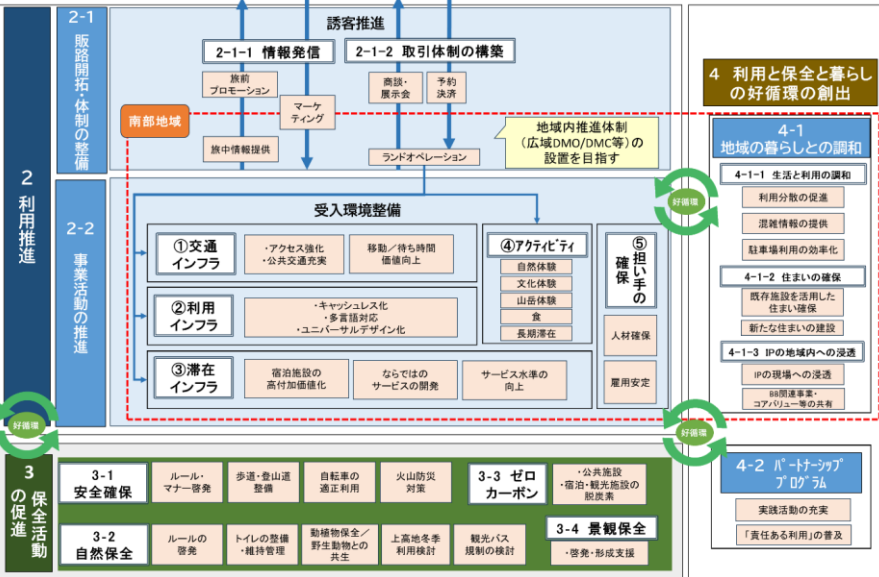 2 利用推進
2-1
販路開拓・体制の整備
誘客推進
2-1-1 情報発信
旅前
プロモーション
マーケ
ティング
旅中情報提供
2-1-2 取引体制の構築
商談・
展示会
予約
決済
ランドオペレーション
南部地域
地域内推進体制
(広域DMO/DMC等)の
設置を目指す
2-2
事業活動の推進
受入環境整備
①交通
インフラ
・アクセス強化
・公共交通充実
移動/待ち時間
価値向上
②利用
インフラ
・キャッシュレス化
・多言語対応
・ユニバーサルデザイン化
③滞在
インフラ
宿泊施設の
高付加価値化
ならではの
サービスの開発
サービス水準の
向上
④アクティビティ
自然体験
文化体験
山岳体験
食
長期滞在
⑤担い手の
確保
人材確保
雇用安定
好循環
好循環
好循環
3 保全活動
の促進
3-1
安全確保
ルール・
マナー啓発
歩道・登山道
整備
自転車の
適正利用
火山防災
対策
3-3 ゼロ
カーボン
・公共施設
・宿泊・観光施設の
脱炭素
3-2
自然保全
ルールの
啓発
トイレの整備
・維持管理
動植物保全/
野生動物との
共生
上高地冬季
利用検討
観光バス
規制の検討
3-4 景観保全
・啓発・形成支援
4 利用と保全と暮らし
の好循環の創出
4-1
地域の暮らしとの調和
4-1-1 生活と利用の調和
利用分散の促進
混雑情報の提供
駐車場利用の効率化
4-1-2 住まいの確保
既存施設を活用した
住まい確保
新たな住まいの建設
4-1-3 IPの地域内への浸透
IPの現場への浸透
BB関連事業・
コアバリュー等の共有
4-2 パートナーシップ
プログラム
実践活動の充実
「責任ある利用」の普及